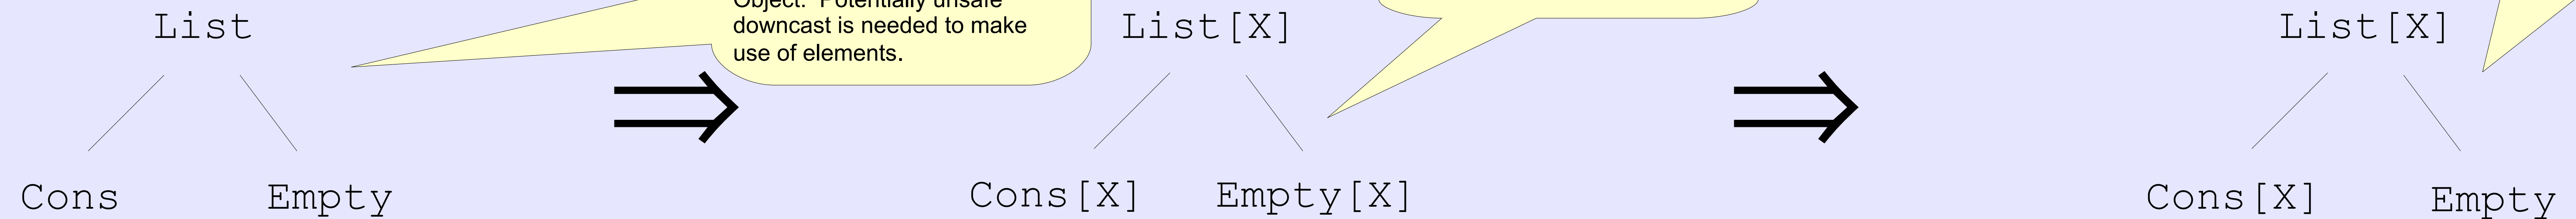 Object. Potentially unsafe
downcast is needed to make
use of elements.
List
List[X]
List[X]
Cons
Empty
Cons[X]
Empty[X]
Cons[X]
Empty